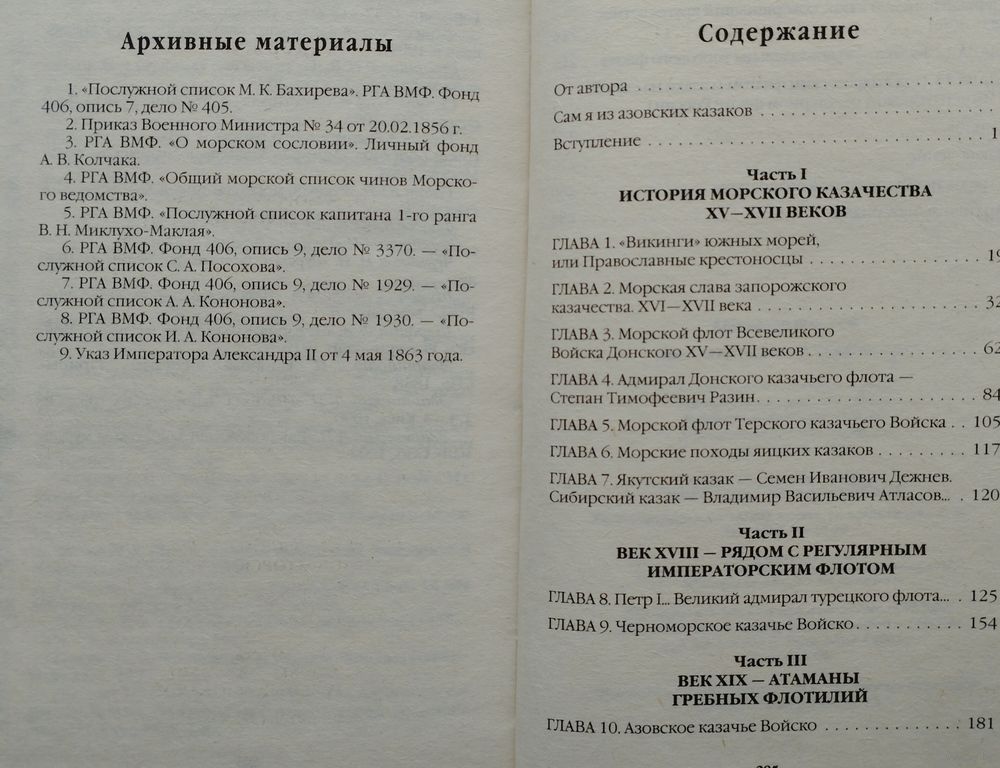 Архивные материалы
1. «Послужной список М. К. Бахирева». РГА ВМФ. Фонд
406, опись 7, дело № 405.
2. Приказ Военного Министра № 34 от 20.02.1856 г.
3. РГА ВМФ. «О морском сословии». Личный фонд
А. В. Колчака.
4. РГА ВМФ. «Общий морской список чинов Морско-
го ведомства».
5. РГА ВМФ. «Послужной список капитана 1-го ранга
В. Н. Миклухо-Маклая».
6. РГА ВМФ. Фонд 406, опись 9, дело № 3370. — «По-
служной список С. А. Посохова».
7. РГА ВМФ. Фонд 406, опись 9, дело № 1929. — «По-
служной список А. А. Кононова».
8. РГА ВМФ. Фонд 406, опись 9, дело № 1930. — «По-
служной список И. А. Кононова».
9. Указ Императора Александра II от 4 мая 1863 года.
Содержание
От автора . . . . . . . . . . . . . . . . . . . . . . . . .
Сам я из азовских казаков . . . . . . . . . . . . . . . .
Вступление . . . . . . . . . . . . . . . . . . . . . . . . 1
Часть I
ИСТОРИЯ МОРСКОГО КАЗАЧЕСТВА
XV—XVII ВЕКОВ
ГЛАВА 1. «Викинги» южных морей,
или Православные крестоносцы . . . . . . . . . . . 19
ГЛАВА 2. Морская слава запорожского
казачества. XVI—XVII века . . . . . . . . . . . . . . 32
ГЛАВА 3. Морской флот Всевеликого
Войска Донского XV—XVII веков . . . . . . . . . . . 62
ГЛАВА 4. Адмирал Донского казачьего флота —
Степан Тимофеевич Разин. . . . . . . . . . . . . . . 84
ГЛАВА 5. Морской флот Терского казачьего Войска . . 105
ГЛАВА 6. Морские походы яицких казаков . . . . . . . . . 117
ГЛАВА 7. Якутский казак — Семен Иванович Дежнев.
Сибирский казак — Владимир Васильевич Атласов... . 120
Часть II
ВЕК XVIII — РЯДОМ С РЕГУЛЯРНЫМ
ИМПЕРАТОРСКИМ ФЛОТОМ
ГЛАВА 8. Петр I... Великий адмирал турецкого флота... . 125
ГЛАВА 9. Черноморское казачье Войско. . . . . . . . . . . 154
Часть III
ВЕК XIX — АТАМАНЫ
ГРЕБНЫХ ФЛОТИЛИЙ
ГЛАВА 10. Азовское казачье Войско . . . . . . . . . . . . . 181